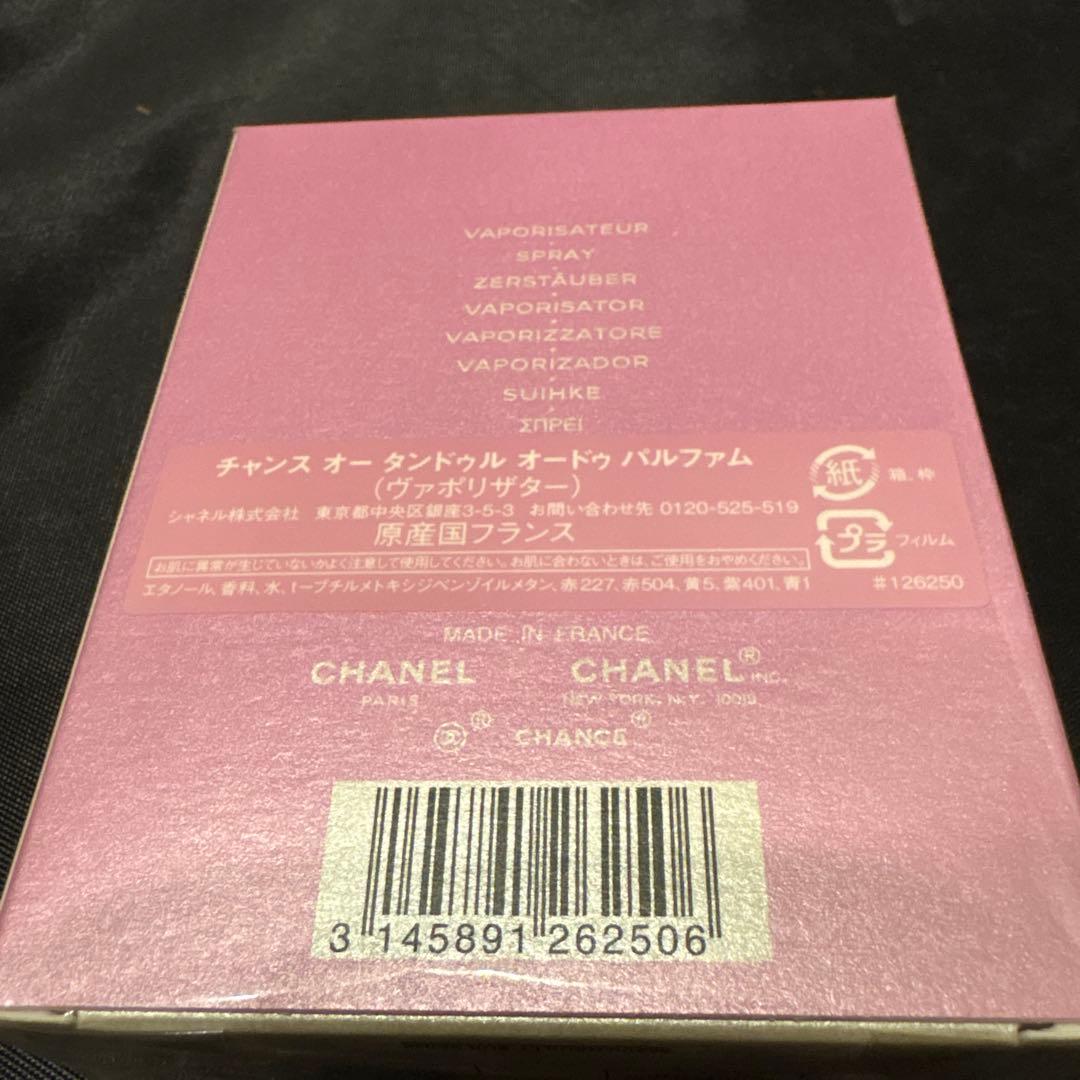 VAPORISATEUR
SPRAY
ZERSTÄUBER
VAPORISATOR
VAPORIZZATORE
VAPORIZADOR
SUIHKE
ΣΠΡΕΪ
チャンス オー タンドゥル オードゥ パルファム
(ヴァポリザター)
シャネル株式会社 東京都中央区銀座3-5-3 お問い合わせ先 0120-525-519
原産国フランス
お肌に異常が生じていないかよく注意して使用してください。お肌に合わないときは、ご使用をおやめください。
エタノール、香料、水、t-ブチルメトキシジベンゾイルメタン、赤227、赤504、黄5、紫401、青1
紙 箱、枠
プラ フィルム
#126250
MADE IN FRANCE
CHANEL CHANEL® INC.
PARIS NEW YORK, N.Y. 10019
® CHANCE®
3 145891 262506